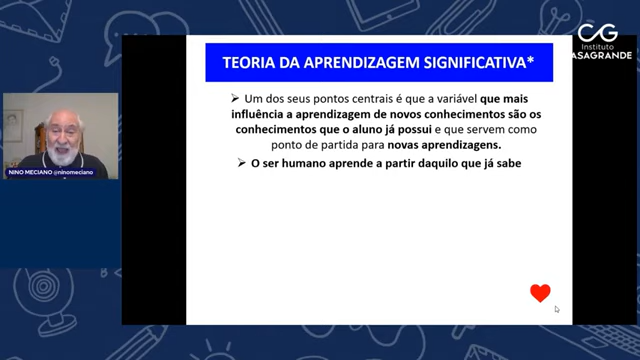 CG
Instituto
ASAGRANDE
TEORIA DA APRENDIZAGEM SIGNIFICATIVA*
➢ Um dos seus pontos centrais é que a variável que mais
influência a aprendizagem de novos conhecimentos são os
conhecimentos que o aluno já possui e que servem como
ponto de partida para novas aprendizagens.
➢ O ser humano aprende a partir daquilo que já sabe
NINO MECIANO @ninomeciano